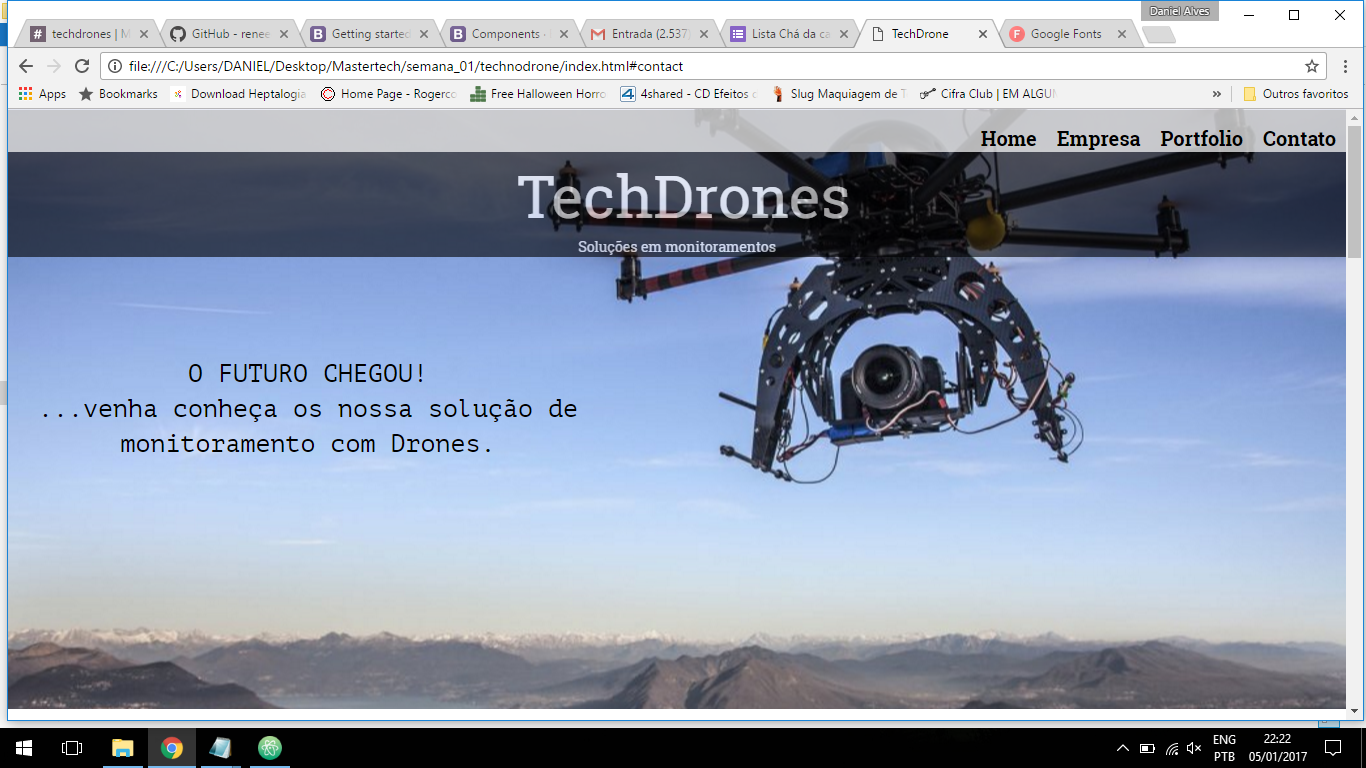 Daniel Alves
techdrones | M
GitHub - renee
Getting started
Components ·
Entrada (2.537)
Lista Chá da ca
TechDrone
Google Fonts
file:///C:/Users/DANIEL/Desktop/Mastertech/semana_01/technodrone/index.html#contact
Apps
Bookmarks
Download Heptalogia
Home Page - Rogerco
Free Halloween Horro
4shared - CD Efeitos
Slug Maquiagem de T
Cifra Club | EM ALGUM
»
Outros favoritos
Home Empresa Portfolio Contato
TechDrones
Soluções em monitoramentos
O FUTURO CHEGOU!
...venha conheça os nossa solução de
monitoramento com Drones.
ENG
PTB
22:22
05/01/2017